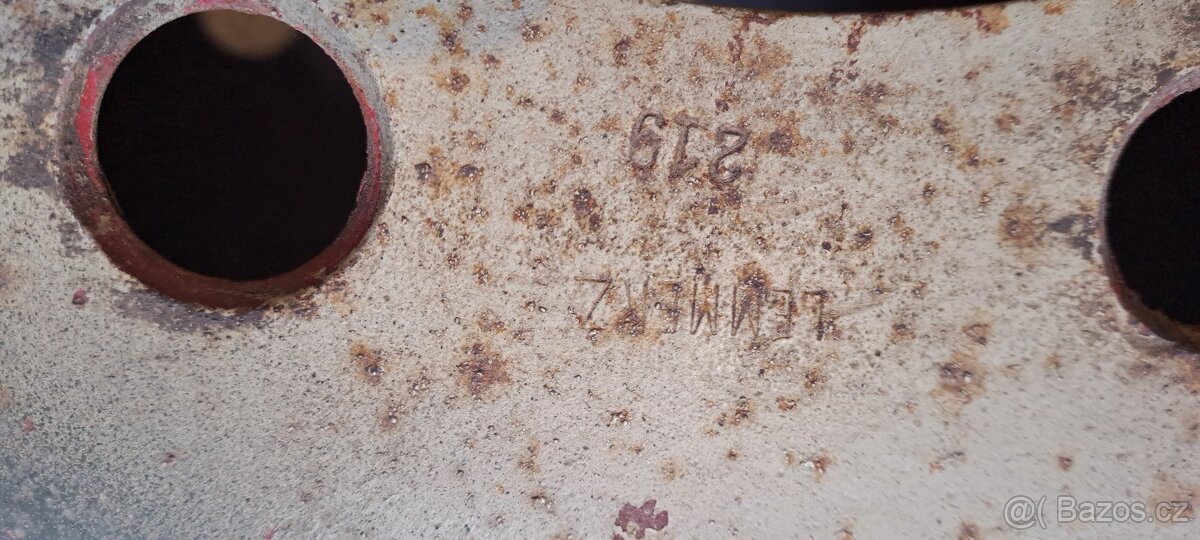 LEMMERZ
219
@( Bazos.cz